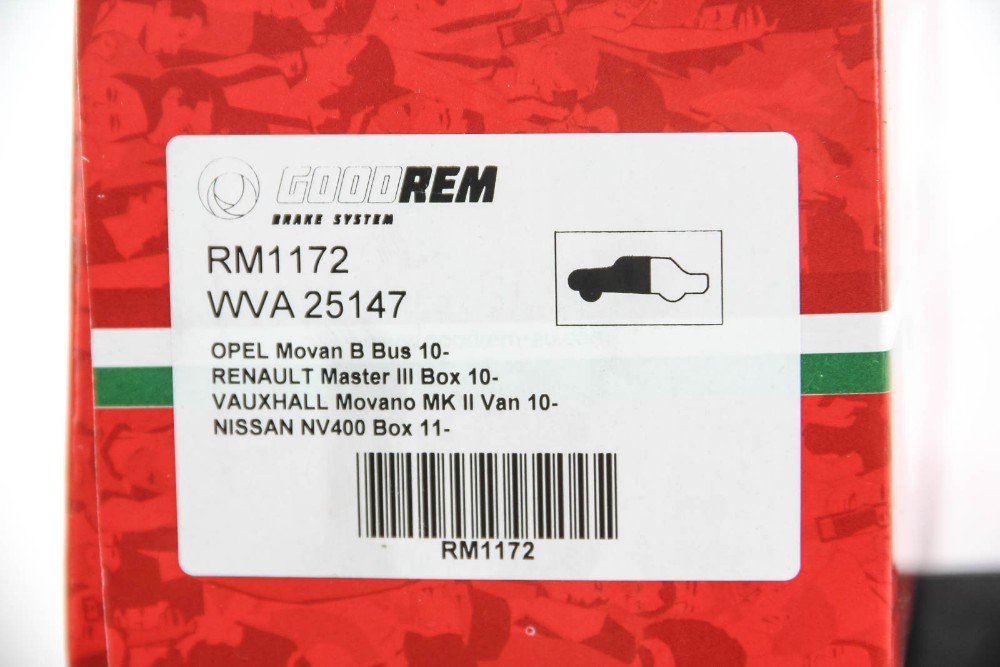 GOODREM
BRAKE SYSTEM
RM1172
WVA 25147
OPEL Movan B Bus 10-
RENAULT Master III Box 10-
VAUXHALL Movano MK II Van 10-
NISSAN NV400 Box 11-
RM1172